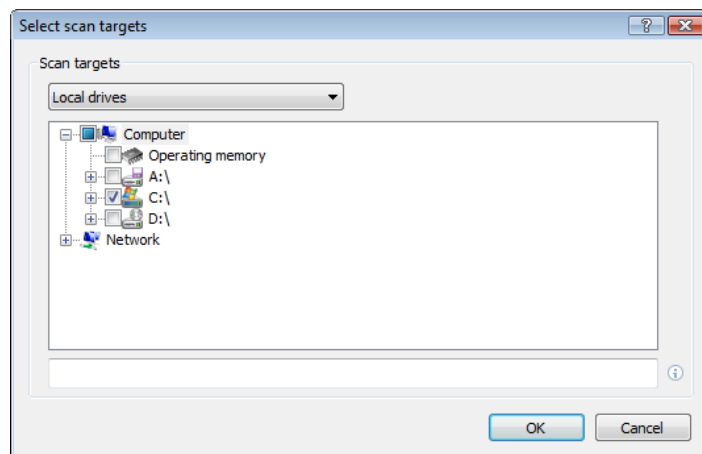 Select scan targets
Scan targets
Local drives
Computer
Operating memory
A:\
C:\
D:\
Network
OK
Cancel